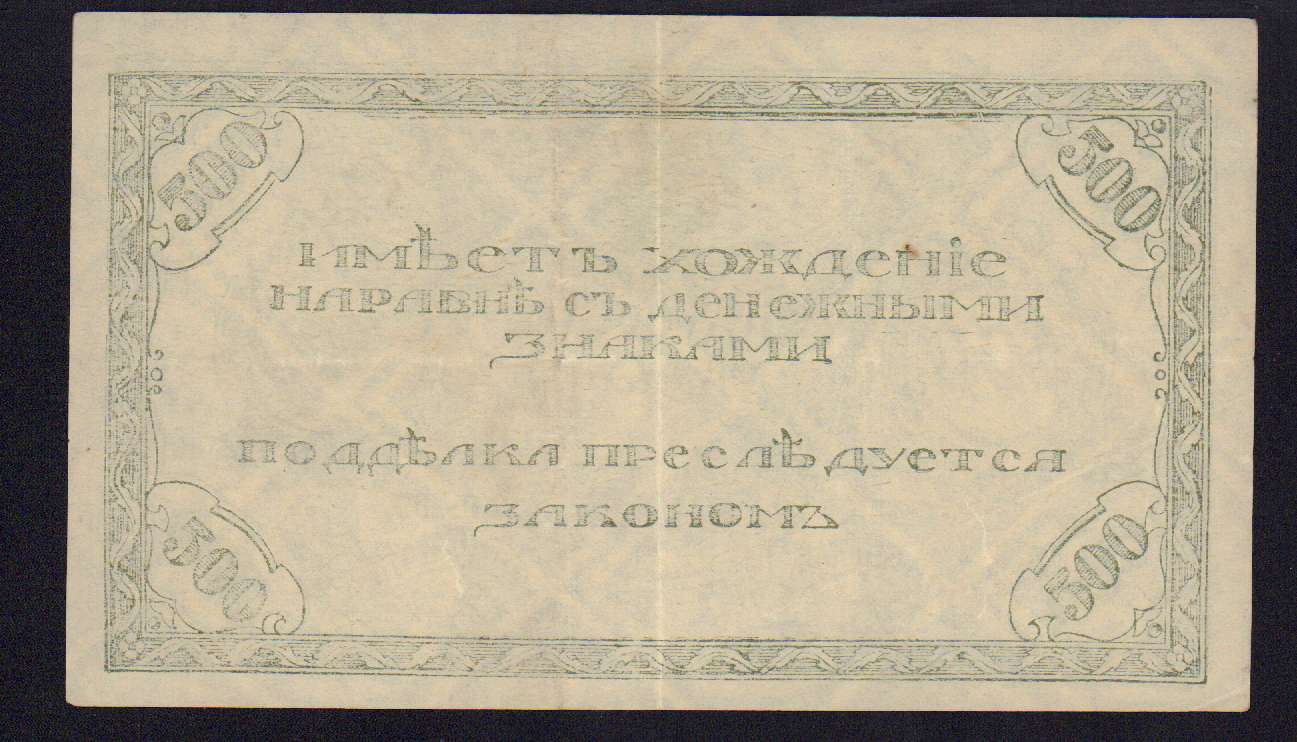 500 500
имѣетъ хожденіе
наравнѣ съ денежными
знаками
поддѣлка преслѣдуется
закономъ
500 500